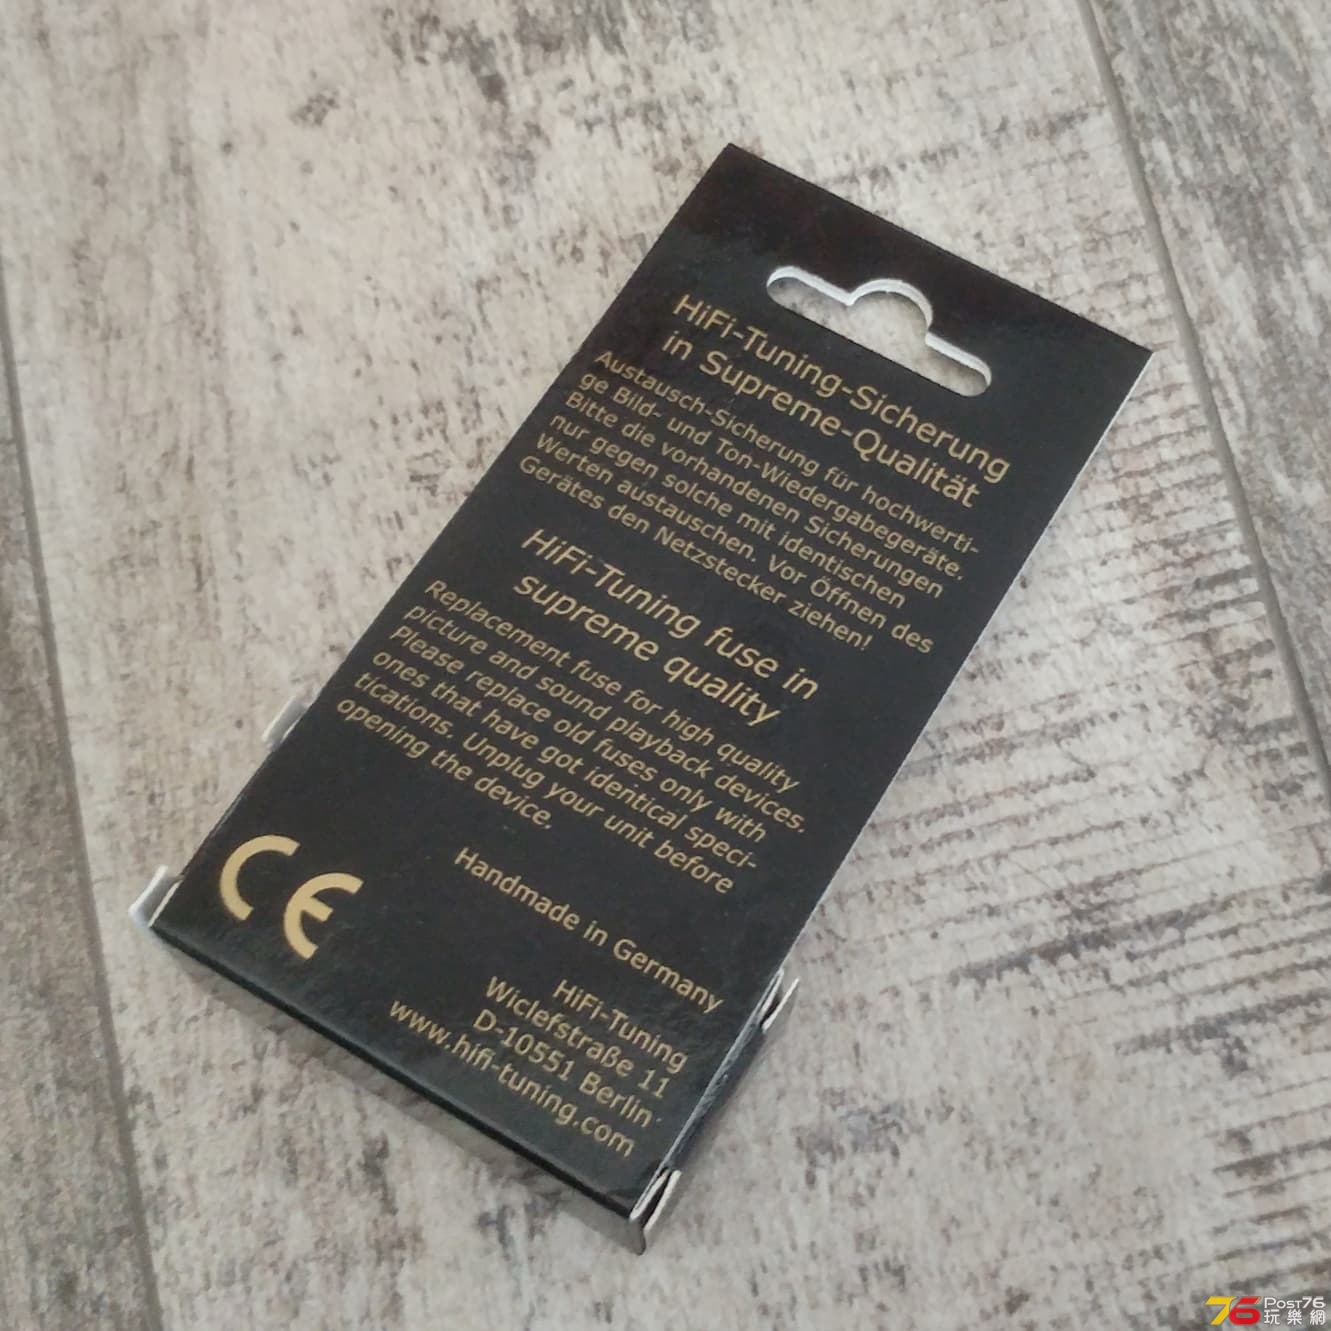 HiFi-Tuning-Sicherung
in Supreme-Qualität
Austausch-Sicherung für hochwerti-
ge Bild- und Ton-Wiedergabegeräte.
Bitte die vorhandenen Sicherungen
nur gegen solche mit identischen
Werten austauschen. Vor Öffnen des
Gerätes den Netzstecker ziehen!
HiFi-Tuning fuse in
supreme quality
Replacement fuse for high quality
picture and sound playback devices.
Please replace old fuses only with
ones that have got identical speci-
tications. Unplug your unit before
opening the device.
CE
Handmade in Germany
HiFi-Tuning
Wiclefstraße 11
D-10551 Berlin
www.hifi-tuning.com
76 Post76
玩樂網